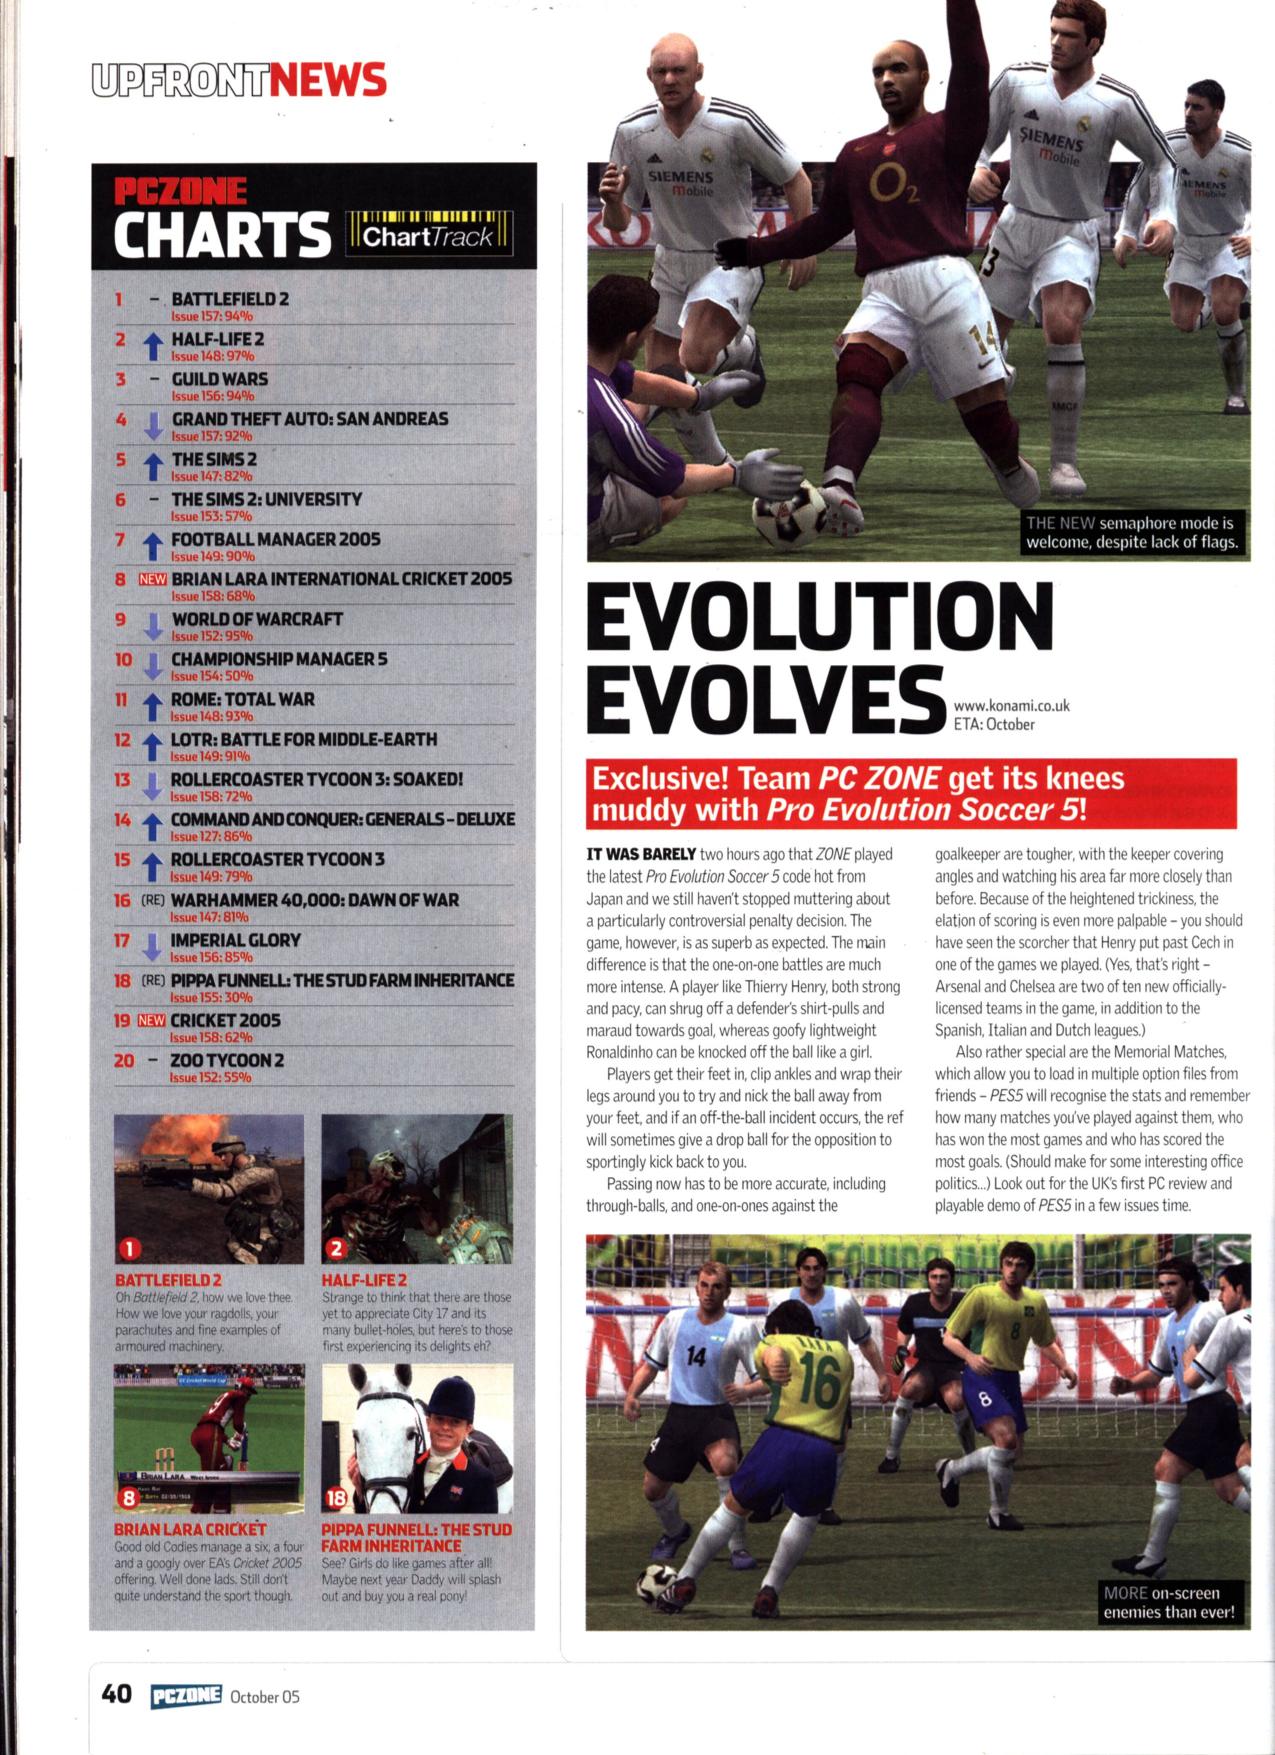 UPFRONTNEWS
PCZONE
CHARTS
ChartTrack
1 – BATTLEFIELD 2
Issue 157: 94%
2 HALF-LIFE 2
Issue 148: 97%
3 – GUILD WARS
Issue 156: 94%
4 GRAND THEFT AUTO: SAN ANDREAS
Issue 157: 92%
5 THE SIMS 2
Issue 147: 82%
6 – THE SIMS 2: UNIVERSITY
Issue 153: 57%
7 FOOTBALL MANAGER 2005
Issue 149: 90%
8 NEW BRIAN LARA INTERNATIONAL CRICKET 2005
Issue 158: 68%
9 WORLD OF WARCRAFT
Issue 152: 95%
10 CHAMPIONSHIP MANAGER 5
Issue 154: 50%
11 ROME: TOTAL WAR
Issue 148: 93%
12 LOTR: BATTLE FOR MIDDLE-EARTH
Issue 149: 91%
13 ROLLERCOASTER TYCOON 3: SOAKED!
Issue 158: 72%
14 COMMAND AND CONQUER: GENERALS – DELUXE
Issue 127: 86%
15 ROLLERCOASTER TYCOON 3
Issue 149: 79%
16 (RE) WARHAMMER 40,000: DAWN OF WAR
Issue 147: 81%
17 IMPERIAL GLORY
Issue 156: 85%
18 (RE) PIPPA FUNNELL: THE STUD FARM INHERITANCE
Issue 155: 30%
19 NEW CRICKET 2005
Issue 158: 62%
20 – ZOO TYCOON 2
Issue 152: 55%
1
BATTLEFIELD 2
Oh Battlefield 2, how we love thee.
How we love your ragdolls, your
parachutes and fine examples of
armoured machinery.
2
HALF-LIFE 2
Strange to think that there are those
yet to appreciate City 17 and its
many bullet-holes, but here's to those
first experiencing its delights eh?
9
BRIAN LARA
8
BRIAN LARA CRICKET
Good old Codies manage a six, a four
and a googly over EA's Cricket 2005
offering. Well done lads. Still don't
quite understand the sport though.
18
PIPPA FUNNELL: THE STUD
FARM INHERITANCE
See? Girls do like games after all!
Maybe next year Daddy will splash
out and buy you a real pony!
SIEMENS
mobile
O2
14
SIEMENS
mobile
SIEMENS
mobile
THE NEW semaphore mode is
welcome, despite lack of flags.
EVOLUTION
EVOLVES
www.konami.co.uk
ETA: October
Exclusive! Team PC ZONE get its knees
muddy with Pro Evolution Soccer 5!
IT WAS BARELY two hours ago that ZONE played
the latest Pro Evolution Soccer 5 code hot from
Japan and we still haven't stopped muttering about
a particularly controversial penalty decision. The
game, however, is as superb as expected. The main
difference is that the one-on-one battles are much
more intense. A player like Thierry Henry, both strong
and pacy, can shrug off a defender's shirt-pulls and
maraud towards goal, whereas goofy lightweight
Ronaldinho can be knocked off the ball like a girl.
Players get their feet in, clip ankles and wrap their
legs around you to try and nick the ball away from
your feet, and if an off-the-ball incident occurs, the ref
will sometimes give a drop ball for the opposition to
sportingly kick back to you.
Passing now has to be more accurate, including
through-balls, and one-on-ones against the
goalkeeper are tougher, with the keeper covering
angles and watching his area far more closely than
before. Because of the heightened trickiness, the
elation of scoring is even more palpable – you should
have seen the scorcher that Henry put past Cech in
one of the games we played. (Yes, that's right –
Arsenal and Chelsea are two of ten new officially-
licensed teams in the game, in addition to the
Spanish, Italian and Dutch leagues.)
Also rather special are the Memorial Matches,
which allow you to load in multiple option files from
friends – PES5 will recognise the stats and remember
how many matches you've played against them, who
has won the most games and who has scored the
most goals. (Should make for some interesting office
politics...) Look out for the UK's first PC review and
playable demo of PES5 in a few issues time.
14
16
8
8
MORE on-screen
enemies than ever!
40 PCZONE October 05